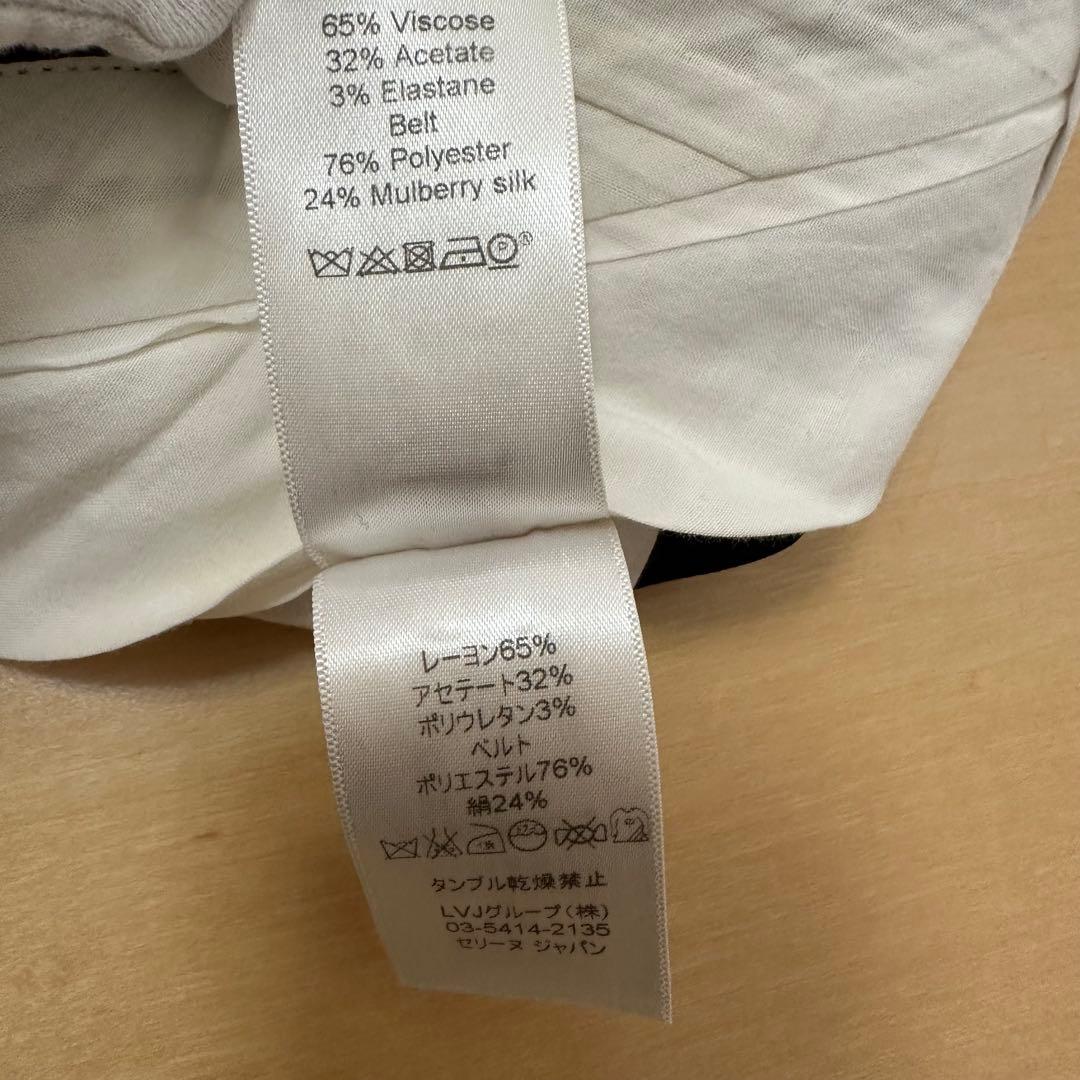 65% Viscose
32% Acetate
3% Elastane
Belt
76% Polyester
24% Mulberry silk
レーヨン65%
アセテート32%
ポリウレタン3%
ベルト
ポリエステル76%
絹24%
タンブル乾燥禁止
LVJグループ(株)
03-5414-2135
セリーヌ ジャパン